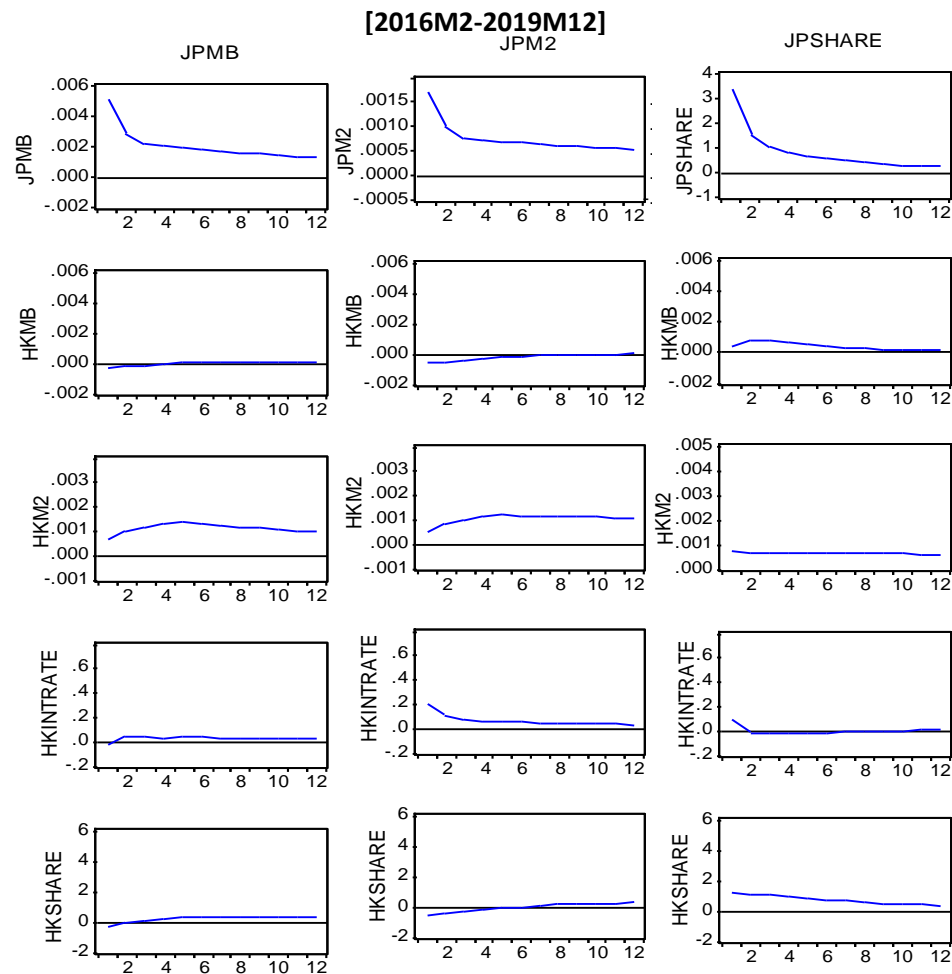 [2016M2-2019M12]
JPMB
JPM2
JPSHARE
JPMB
.006
.004
.002
.000
-.002
2 4 6 8 10 12
JPM2
.0015
.0010
.0005
.0000
-.0005
2 4 6 8 10 12
JPSHARE
4
3
2
1
0
-1
2 4 6 8 10 12
HKMB
.006
.004
.002
.000
-.002
2 4 6 8 10 12
HKMB
.006
.004
.002
.000
-.002
2 4 6 8 10 12
HKMB
.006
.004
.002
.000
-.002
2 4 6 8 10 12
HKM2
.003
.002
.001
.000
-.001
2 4 6 8 10 12
HKM2
.003
.002
.001
.000
-.001
2 4 6 8 10 12
HKM2
.005
.004
.003
.002
.001
.000
2 4 6 8 10 12
HKINTRATE
.6
.4
.2
.0
-.2
2 4 6 8 10 12
HKINTRATE
.6
.4
.2
.0
-.2
2 4 6 8 10 12
HKINTRATE
.6
.4
.2
.0
-.2
2 4 6 8 10 12
HKSHARE
6
4
2
0
-2
2 4 6 8 10 12
HKSHARE
6
4
2
0
-2
2 4 6 8 10 12
HKSHARE
6
4
2
0
-2
2 4 6 8 10 12